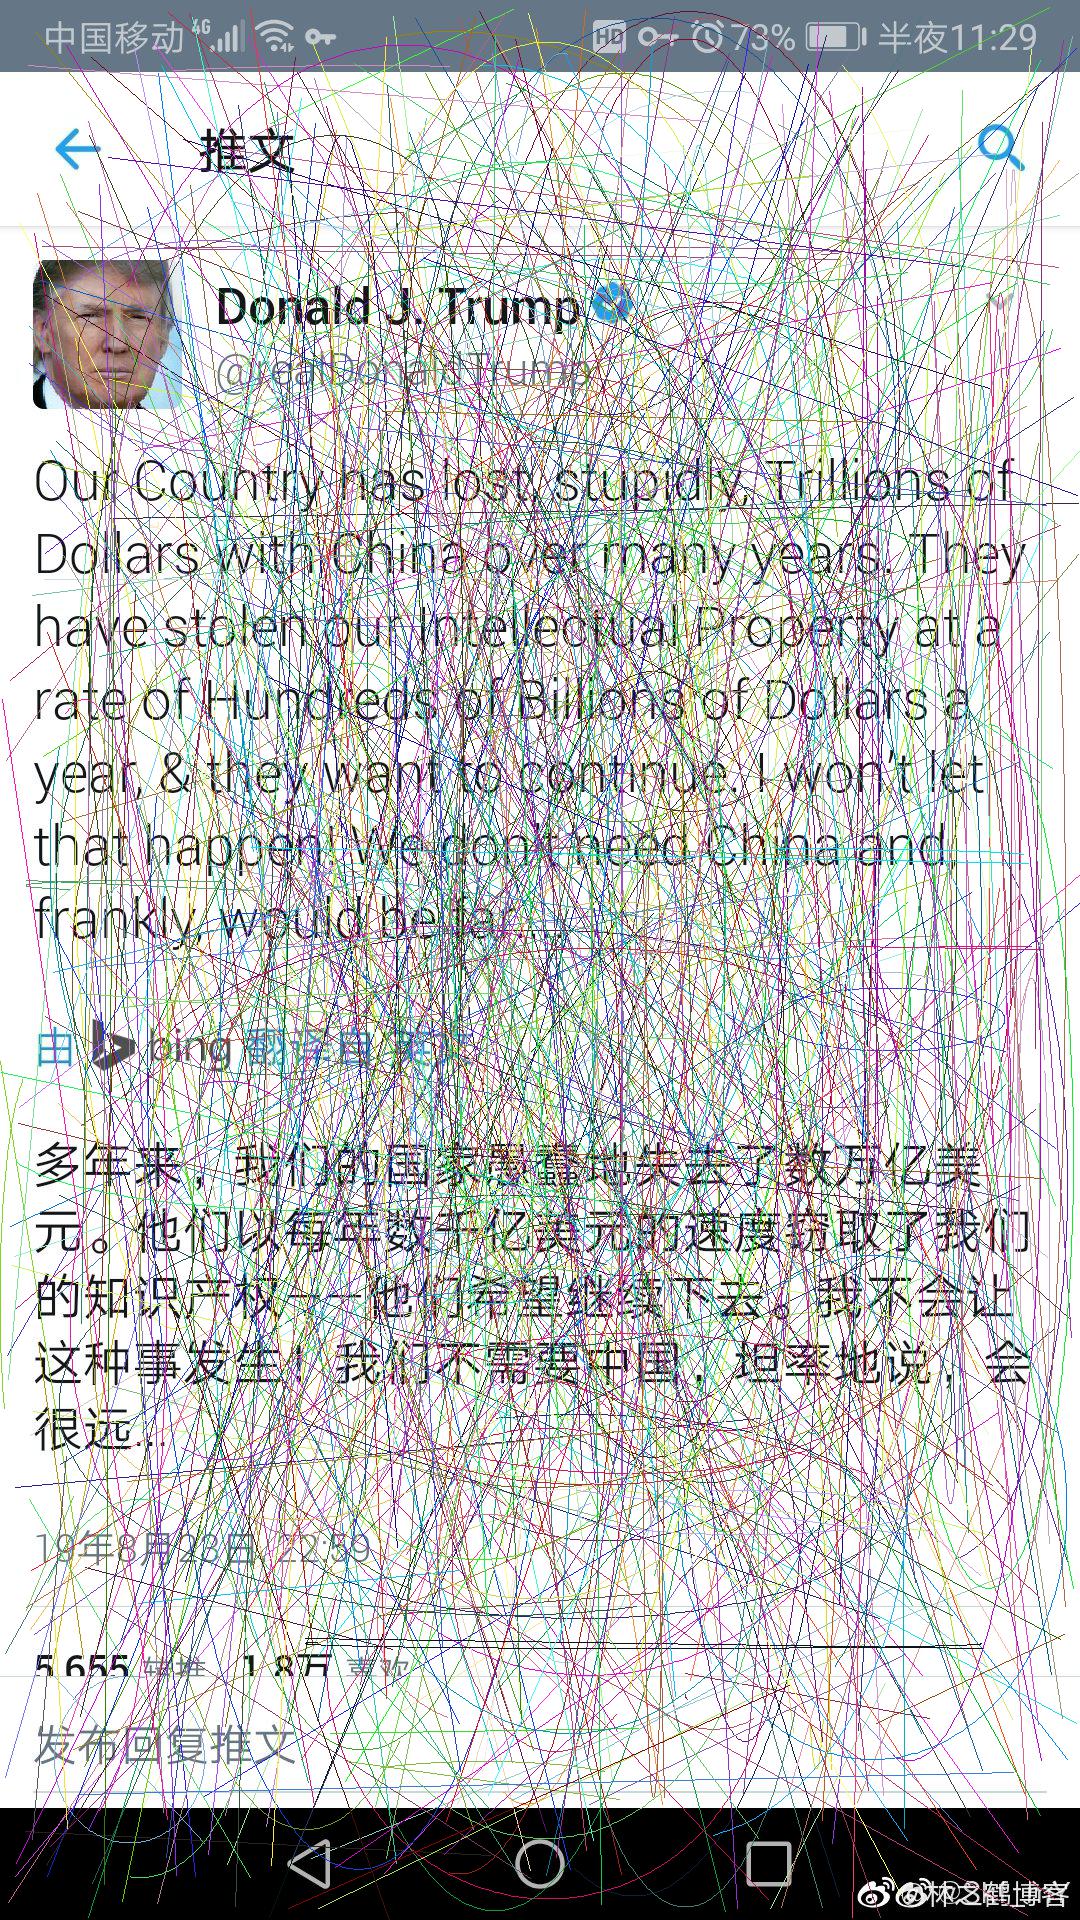 中国移动 4G HD 73% 半夜11:29
推文
Donald J. Trump
@realDonaldTrump
Our Country has lost, stupidly, Trillions of
Dollars with China over many years. They
have stolen our Intellectual Property at a
rate of Hundreds of Billions of Dollars a
year, & they want to continue. I won't let
that happen! We don't need China and,
frankly, would be far....
由 bing 翻译自 英文
多年来，我们的国家愚蠢地失去了数万亿美
元。他们以每年数千亿美元的速度窃取了我们
的知识产权——他们希望继续下去。我不会让
这种事发生！我们不需要中国，坦率地说，会
很远...
19年8月23日, 22:59
5,655 转推 1.8万 喜欢
发布回复推文
@林之鹤博客